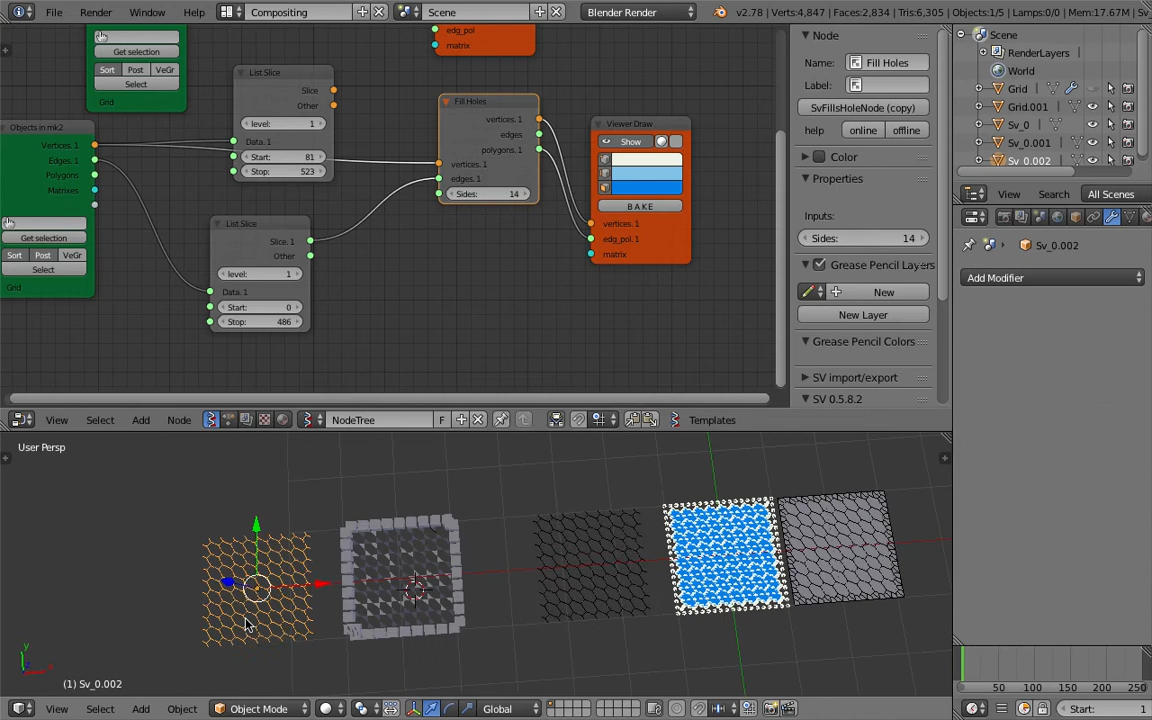 File Render Window Help Compositing Scene Blender Render v2.78 | Verts:4,847 | Faces:2,834 | Tris:6,305 | Objects:1/5 | Lamps:0/0 | Mem:17.67M | Sv_
Get selection
Sort Post VeGr
Select
Grid
Objects in mk2
Vertices. 1
Edges. 1
Polygons
Matrixes
Get selection
Sort Post VeGr
Select
Grid
List Slice
Slice
Other
level: 1
Data. 1
Start: 81
Stop: 523
List Slice
Slice. 1
Other
level: 1
Data. 1
Start: 0
Stop: 486
edg_pol
matrix
Fill Holes
vertices. 1
edges
polygons. 1
vertices. 1
edges. 1
Sides: 14
Viewer Draw
Show
BAKE
vertices. 1
edg_pol. 1
matrix
Node
Name: Fill Holes
Label:
SvFillsHoleNode (copy)
help online offline
Color
Properties
Inputs:
Sides: 14
Grease Pencil Layers
New
New Layer
Grease Pencil Colors
SV import/export
SV 0.5.8.2
View Select Add Node NodeTree F Templates
Scene
RenderLayers
World
Grid
Grid.001
Sv_0
Sv_0.001
Sv_0.002
View Search All Scenes
Sv_0.002
Add Modifier
User Persp
(1) Sv_0.002
View Select Add Object Object Mode Global
50 100 150 200 250
Start: 1